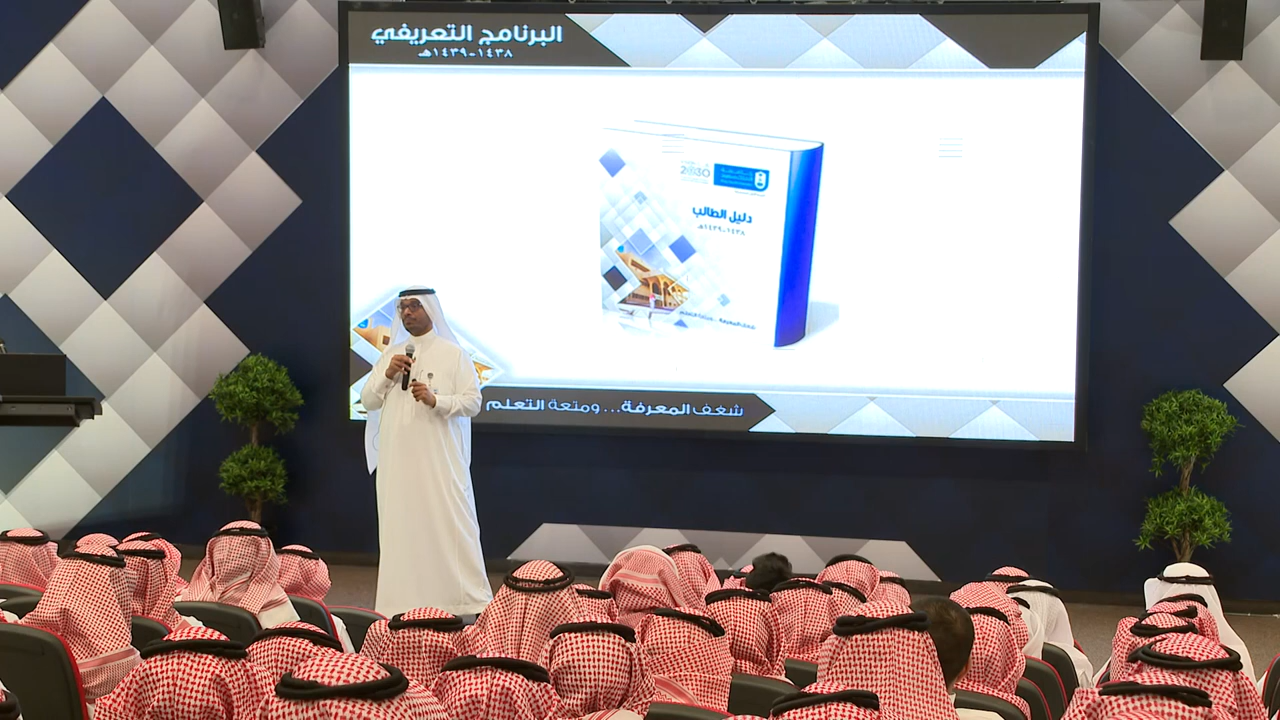 البرنامج التعريفي
١٤٣٨-١٤٣٩هـ
2030
دليل الطالب
١٤٣٨-١٤٣٩هـ
شغف المعرفة... ومتعة التعلم